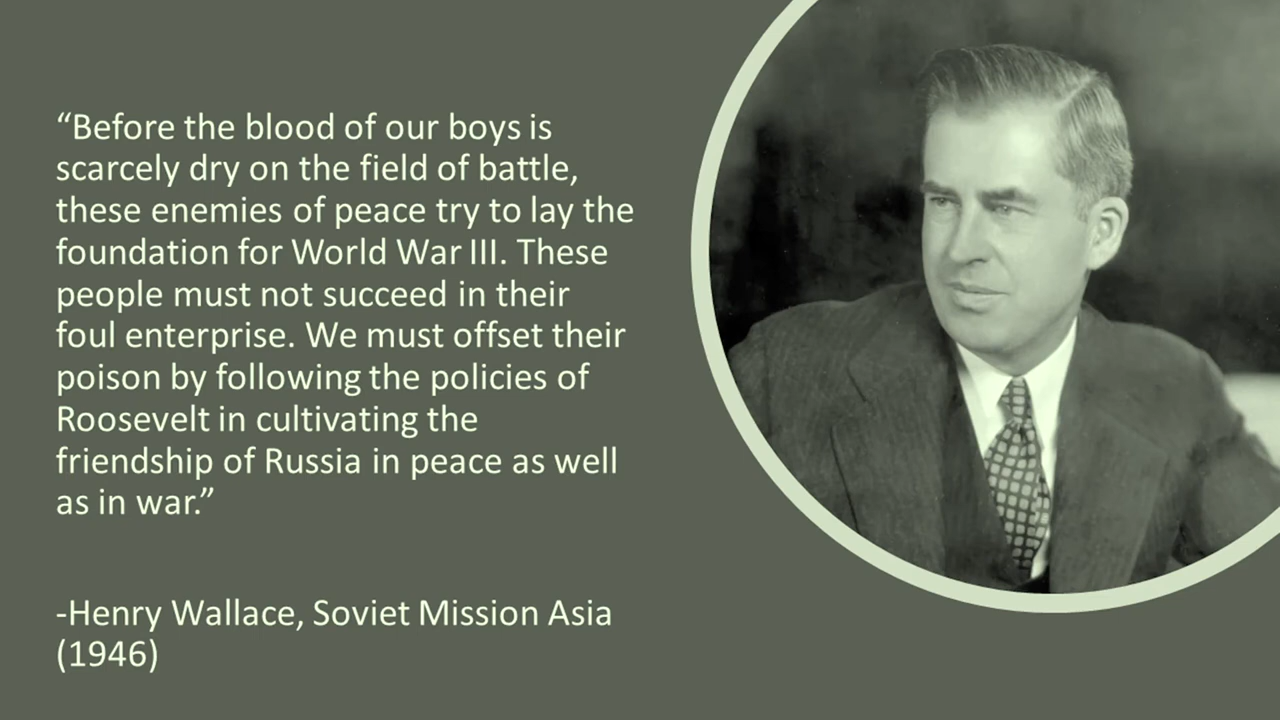 “Before the blood of our boys is
scarcely dry on the field of battle,
these enemies of peace try to lay the
foundation for World War III. These
people must not succeed in their
foul enterprise. We must offset their
poison by following the policies of
Roosevelt in cultivating the
friendship of Russia in peace as well
as in war.”
-Henry Wallace, Soviet Mission Asia
(1946)